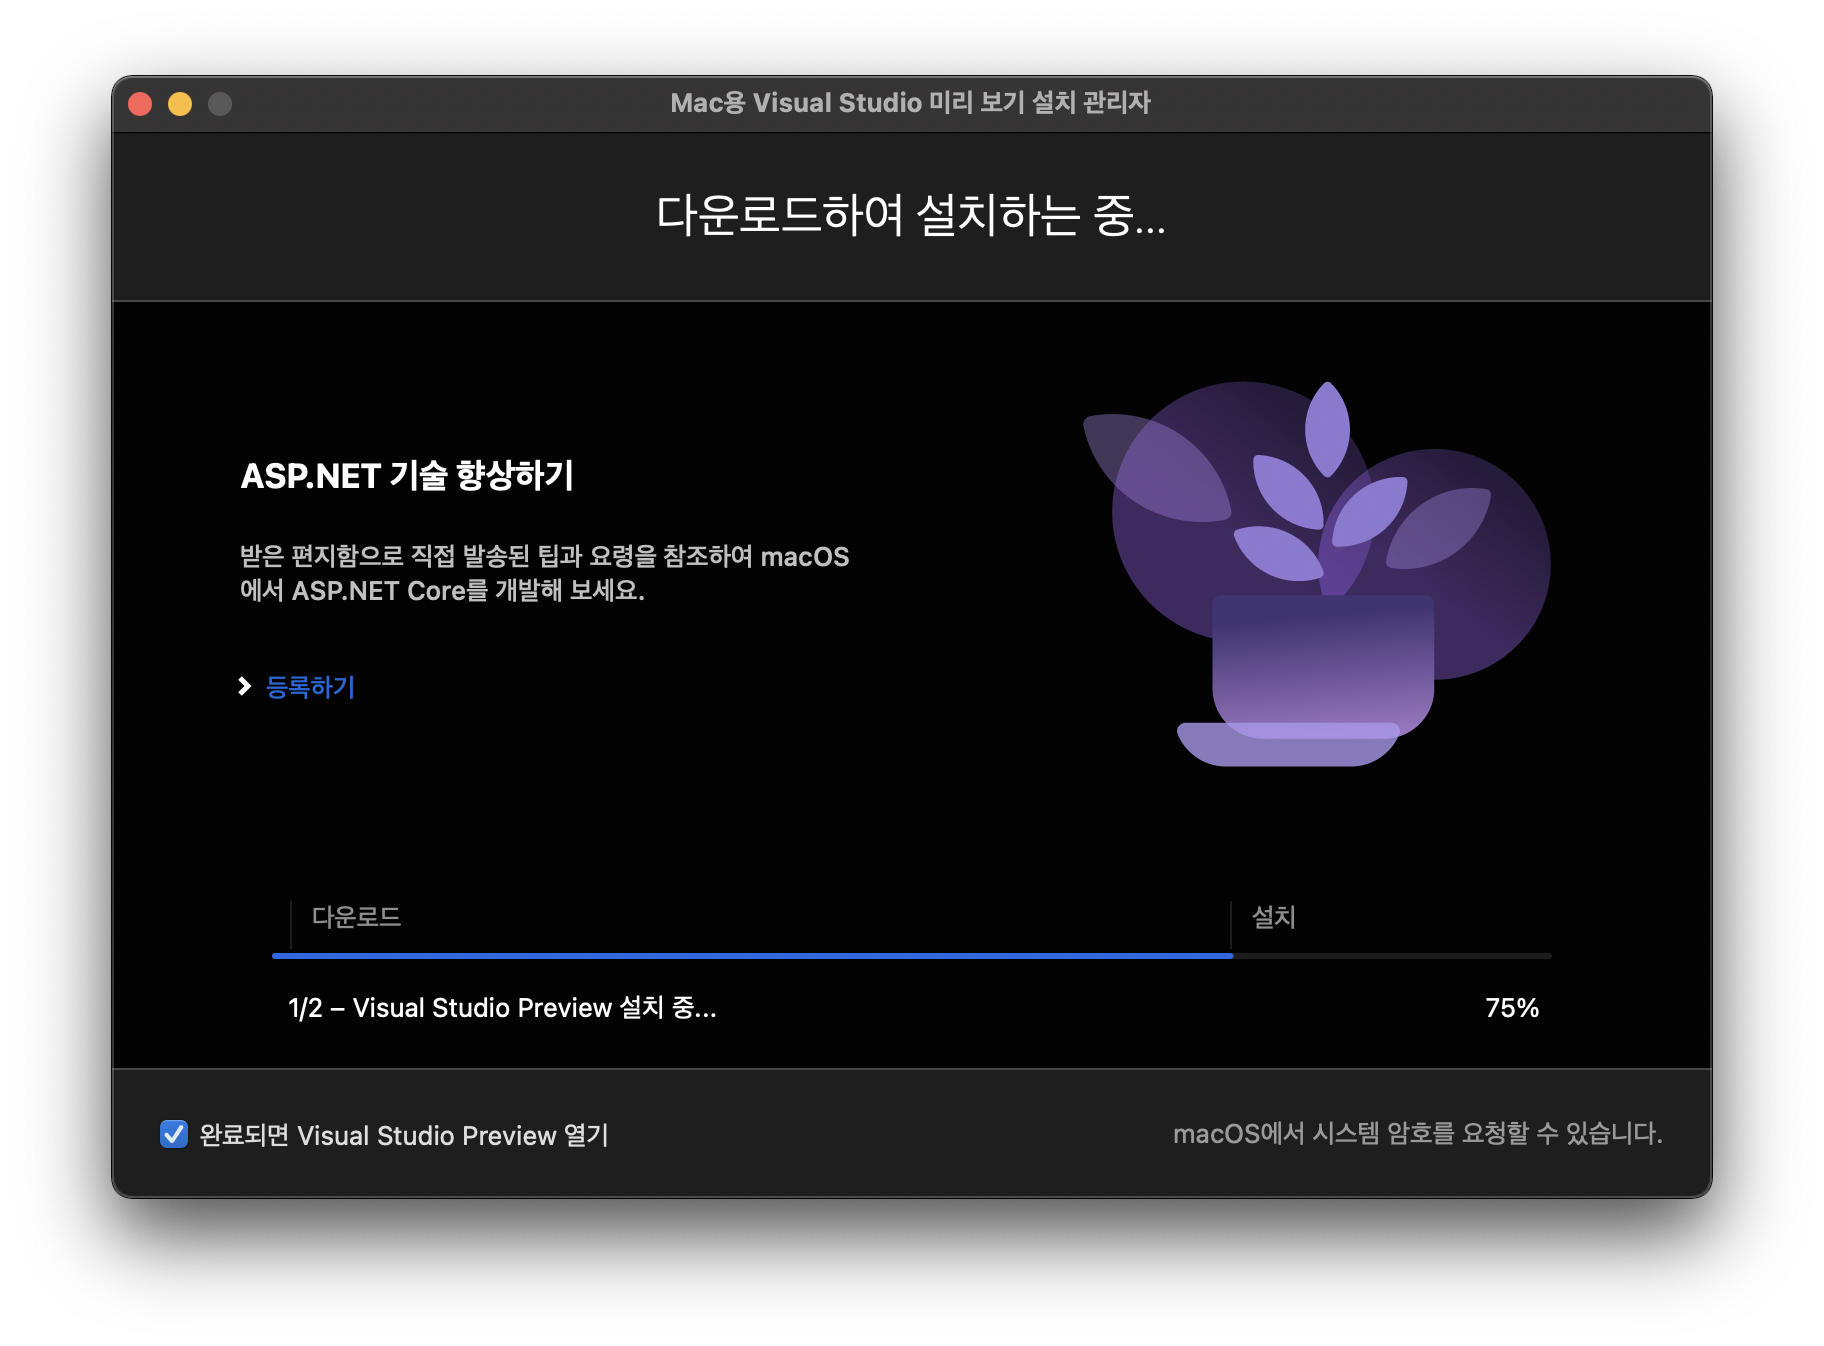 Mac용 Visual Studio 미리 보기 설치 관리자
다운로드하여 설치하는 중...
ASP.NET 기술 향상하기
받은 편지함으로 직접 발송된 팁과 요령을 참조하여 macOS
에서 ASP.NET Core를 개발해 보세요.
등록하기
다운로드 설치
1/2 – Visual Studio Preview 설치 중... 75%
완료되면 Visual Studio Preview 열기 macOS에서 시스템 암호를 요청할 수 있습니다.